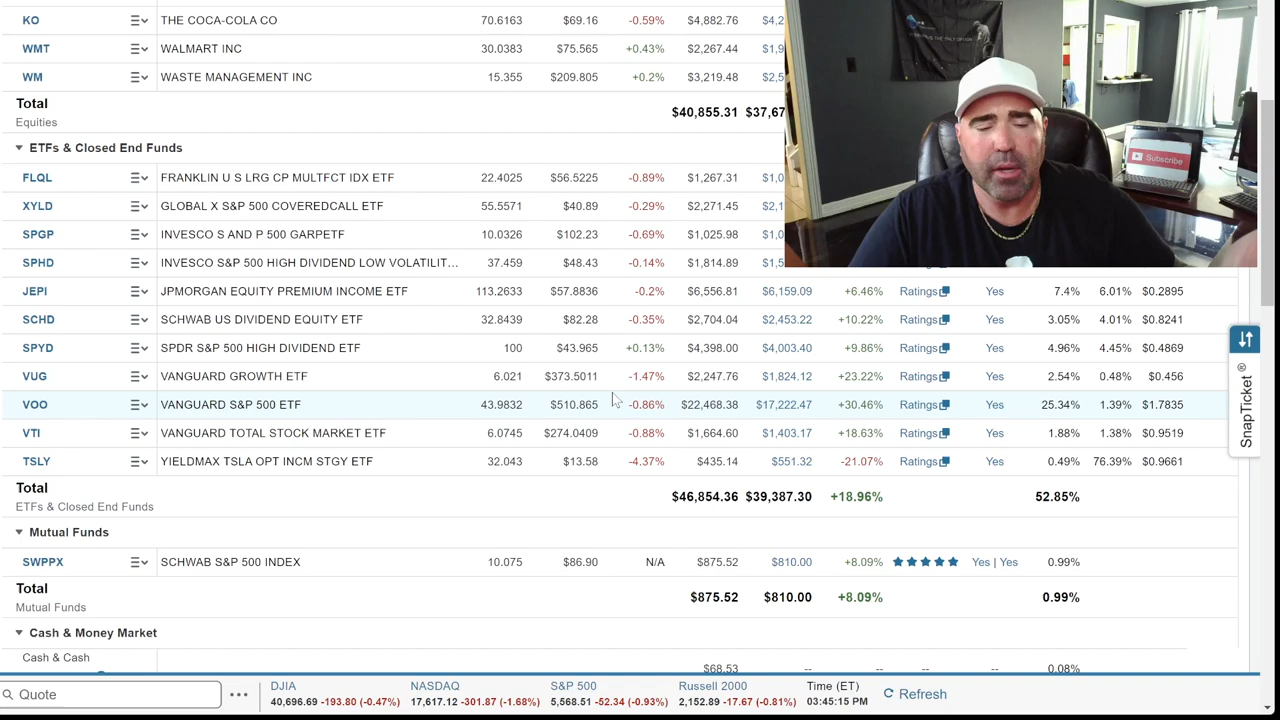 KO THE COCA-COLA CO 70.6163 $69.16 -0.59% $4,882.76 $4,2
WMT WALMART INC 30.0383 $75.565 +0.43% $2,267.44 $1,9
WM WASTE MANAGEMENT INC 15.355 $209.805 +0.2% $3,219.48 $2,5
Total
Equities
$40,855.31 $37,67
ETFs & Closed End Funds
FLQL FRANKLIN U S LRG CP MULTFCT IDX ETF 22.4025 $56.5225 -0.89% $1,267.31 $1,0
XYLD GLOBAL X S&P 500 COVEREDCALL ETF 55.5571 $40.89 -0.29% $2,271.45 $2,1
SPGP INVESCO S AND P 500 GARPETF 10.0326 $102.23 -0.69% $1,025.98 $1,0
SPHD INVESCO S&P 500 HIGH DIVIDEND LOW VOLATILIT... 37.459 $48.43 -0.14% $1,814.89 $1,5
JEPI JPMORGAN EQUITY PREMIUM INCOME ETF 113.2633 $57.8836 -0.2% $6,556.81 $6,159.09 +6.46% Ratings Yes 7.4% 6.01% $0.2895
SCHD SCHWAB US DIVIDEND EQUITY ETF 32.8439 $82.28 -0.35% $2,704.04 $2,453.22 +10.22% Ratings Yes 3.05% 4.01% $0.8241
SPYD SPDR S&P 500 HIGH DIVIDEND ETF 100 $43.965 +0.13% $4,398.00 $4,003.40 +9.86% Ratings Yes 4.96% 4.45% $0.4869
VUG VANGUARD GROWTH ETF 6.021 $373.5011 -1.47% $2,247.76 $1,824.12 +23.22% Ratings Yes 2.54% 0.48% $0.456
VOO VANGUARD S&P 500 ETF 43.9832 $510.865 -0.86% $22,468.38 $17,222.47 +30.46% Ratings Yes 25.34% 1.39% $1.7835
VTI VANGUARD TOTAL STOCK MARKET ETF 6.0745 $274.0409 -0.88% $1,664.60 $1,403.17 +18.63% Ratings Yes 1.88% 1.38% $0.9519
TSLY YIELDMAX TSLA OPT INCM STGY ETF 32.043 $13.58 -4.37% $435.14 $551.32 -21.07% Ratings Yes 0.49% 76.39% $0.9661
Total
ETFs & Closed End Funds
$46,854.36 $39,387.30 +18.96% 52.85%
Mutual Funds
SWPPX SCHWAB S&P 500 INDEX 10.075 $86.90 N/A $875.52 $810.00 +8.09% Yes | Yes 0.99%
Total
Mutual Funds
$875.52 $810.00 +8.09% 0.99%
Cash & Money Market
Cash & Cash
$68.53 -- -- -- -- 0.08%
Quote
DJIA
40,696.69 -193.80 (-0.47%)
NASDAQ
17,617.12 -301.87 (-1.68%)
S&P 500
5,568.51 -52.34 (-0.93%)
Russell 2000
2,152.89 -17.67 (-0.81%)
Time (ET)
03:45:15 PM
Refresh
SnapTicket ®
Subscribe